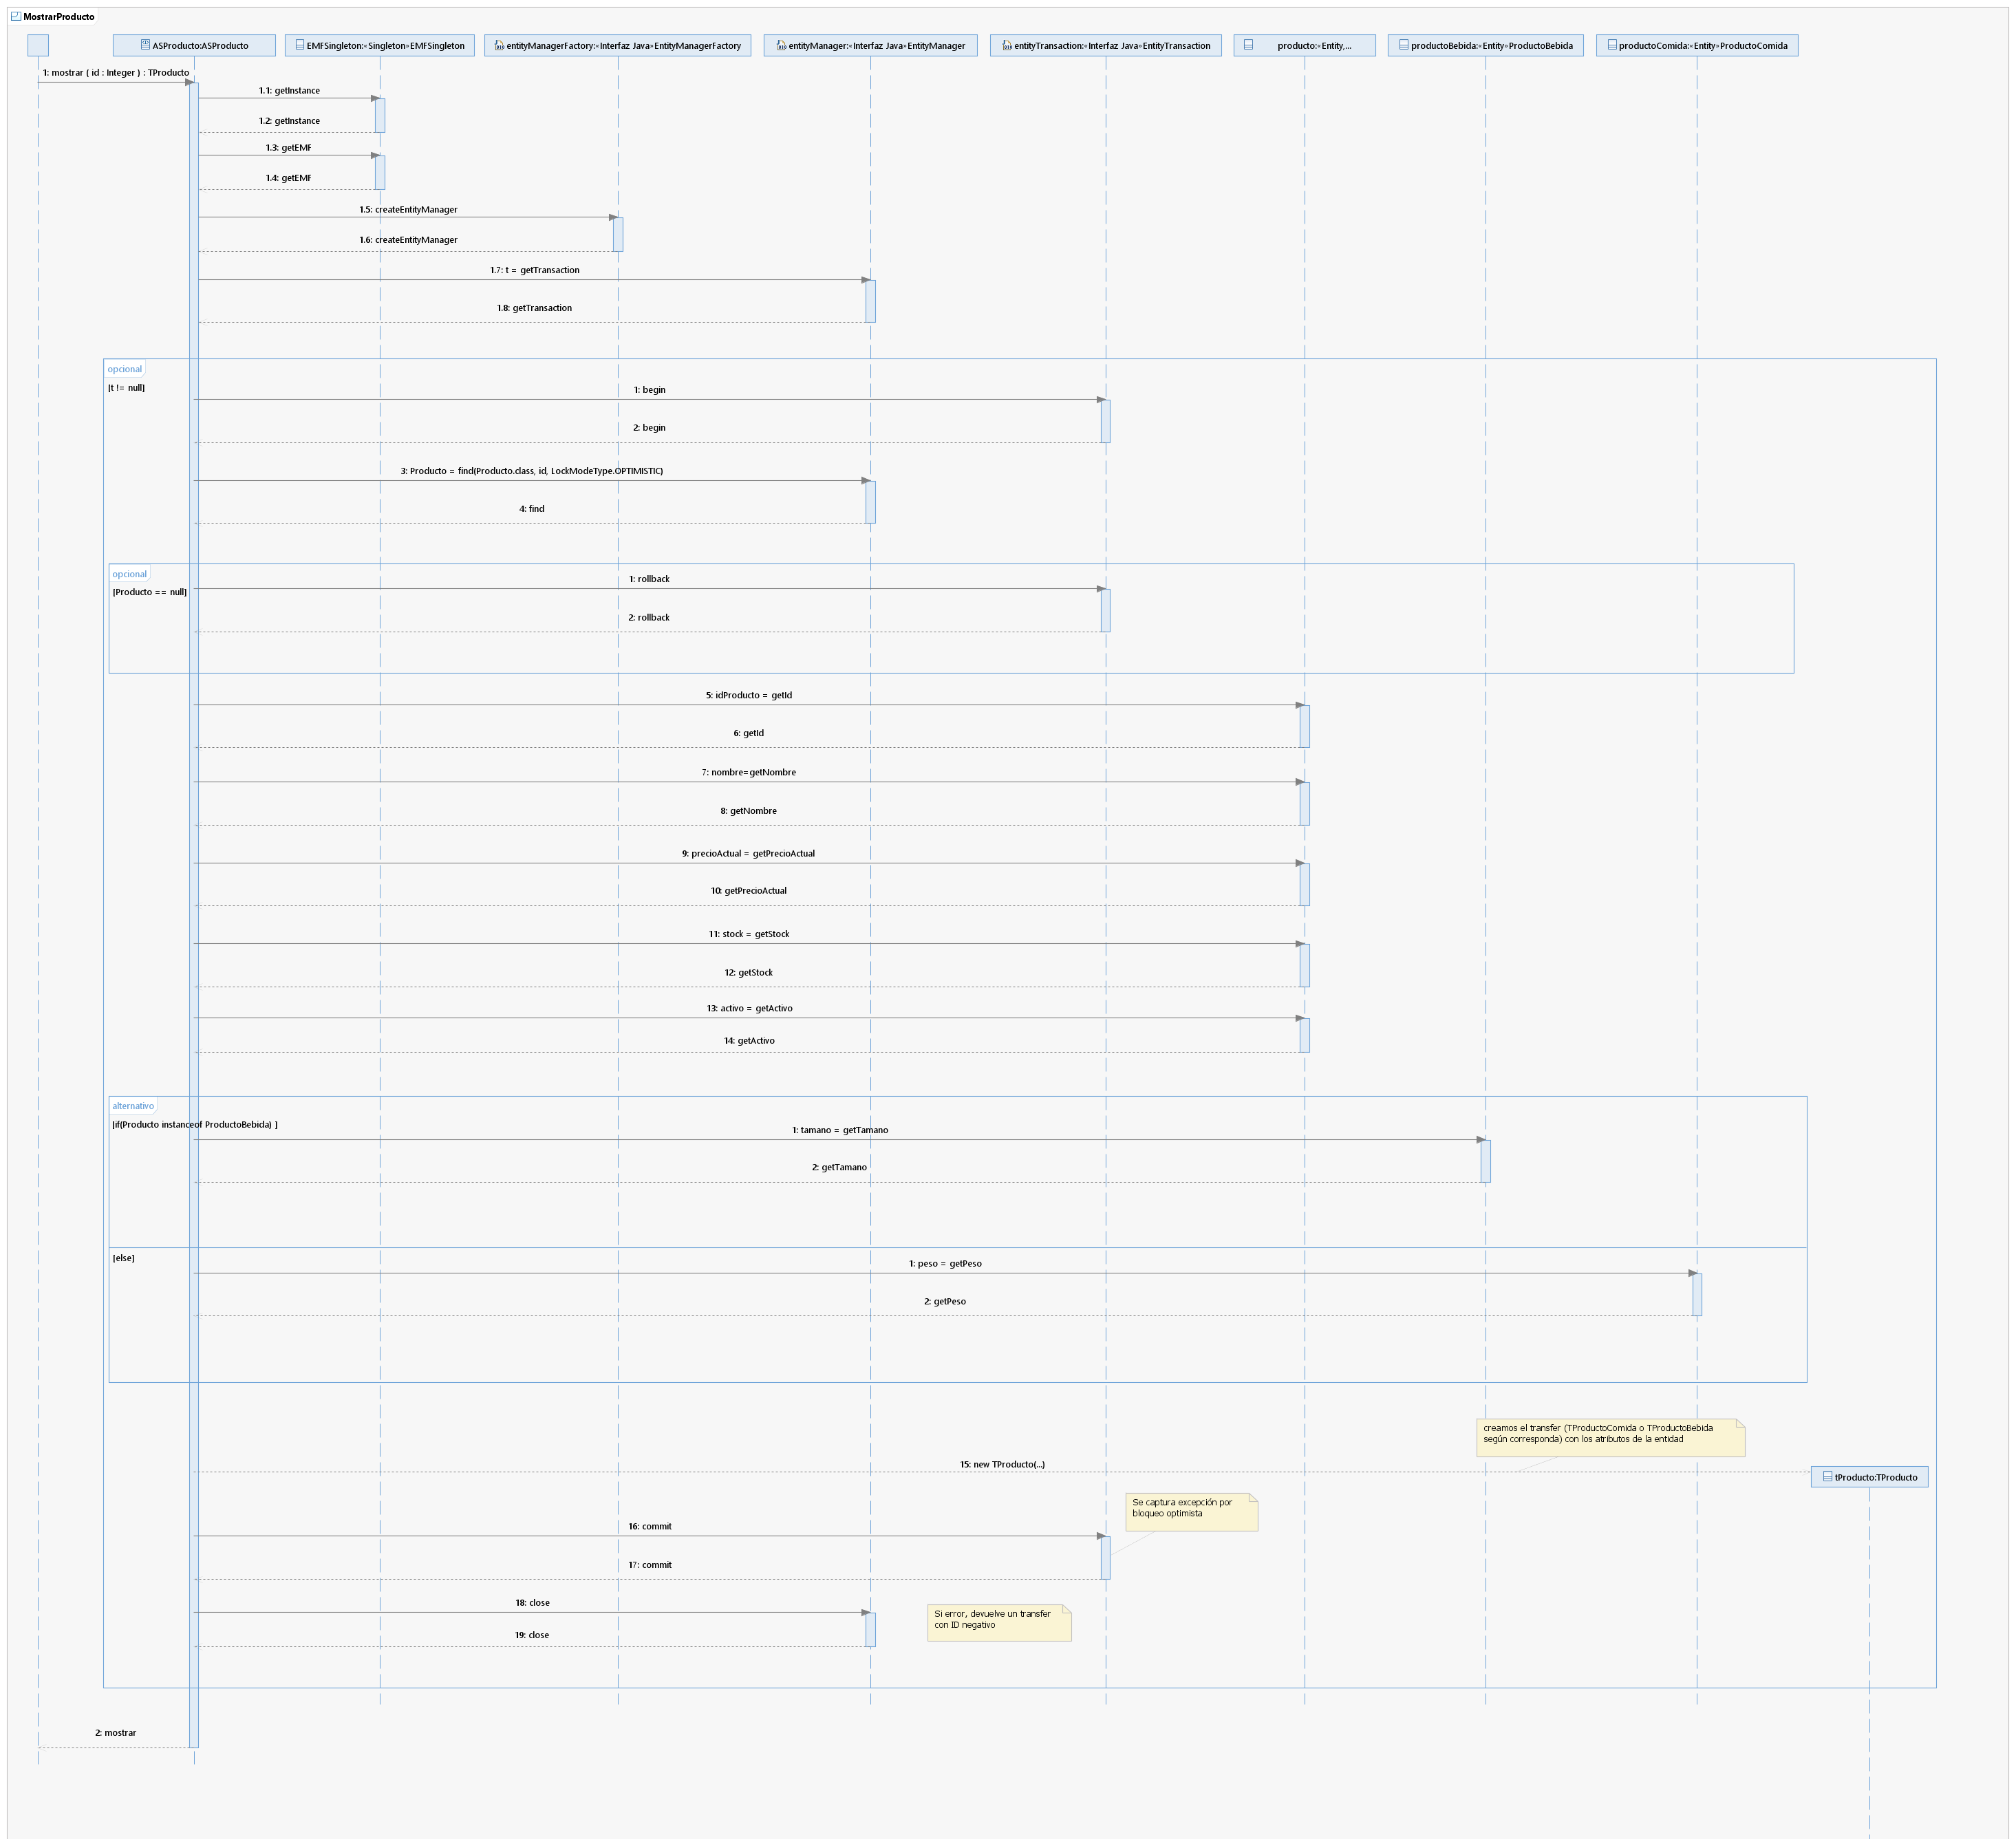 MostrarProducto
ASProducto:ASProducto
EMFSingleton:«Singleton»EMFSingleton
entityManagerFactory:«Interfaz Java»EntityManagerFactory
entityManager:«Interfaz Java»EntityManager
entityTransaction:«Interfaz Java»EntityTransaction
producto:«Entity,...
productoBebida:«Entity»ProductoBebida
productoComida:«Entity»ProductoComida
1: mostrar ( id : Integer ) : TProducto
1.1: getInstance
1.2: getInstance
1.3: getEMF
1.4: getEMF
1.5: createEntityManager
1.6: createEntityManager
1.7: t = getTransaction
1.8: getTransaction
opcional
[t != null]
1: begin
2: begin
3: Producto = find(Producto.class, id, LockModeType.OPTIMISTIC)
4: find
opcional
1: rollback
[Producto == null]
2: rollback
5: idProducto = getId
6: getId
7: nombre=getNombre
8: getNombre
9: precioActual = getPrecioActual
10: getPrecioActual
11: stock = getStock
12: getStock
13: activo = getActivo
14: getActivo
alternativo
[if(Producto instanceof ProductoBebida) ]
1: tamano = getTamano
2: getTamano
[else]
1: peso = getPeso
2: getPeso
creamos el transfer (TProductoComida o TProductoBebida
según corresponda) con los atributos de la entidad
15: new TProducto(...)
tProducto:TProducto
Se captura excepción por
bloqueo optimista
16: commit
17: commit
18: close
Si error, devuelve un transfer
con ID negativo
19: close
2: mostrar